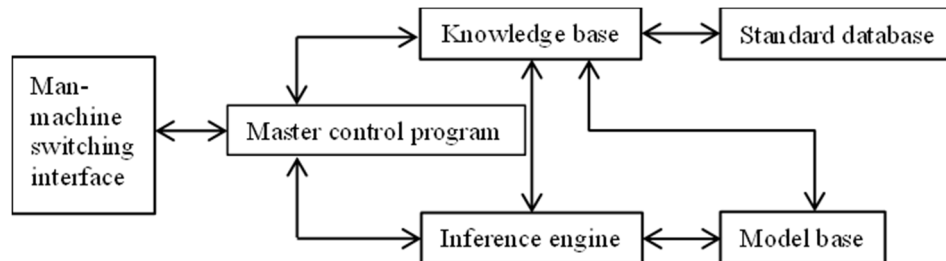 Knowledge base
Standard database
Man-
machine
switching
interface
Master control program
Inference engine
Model base